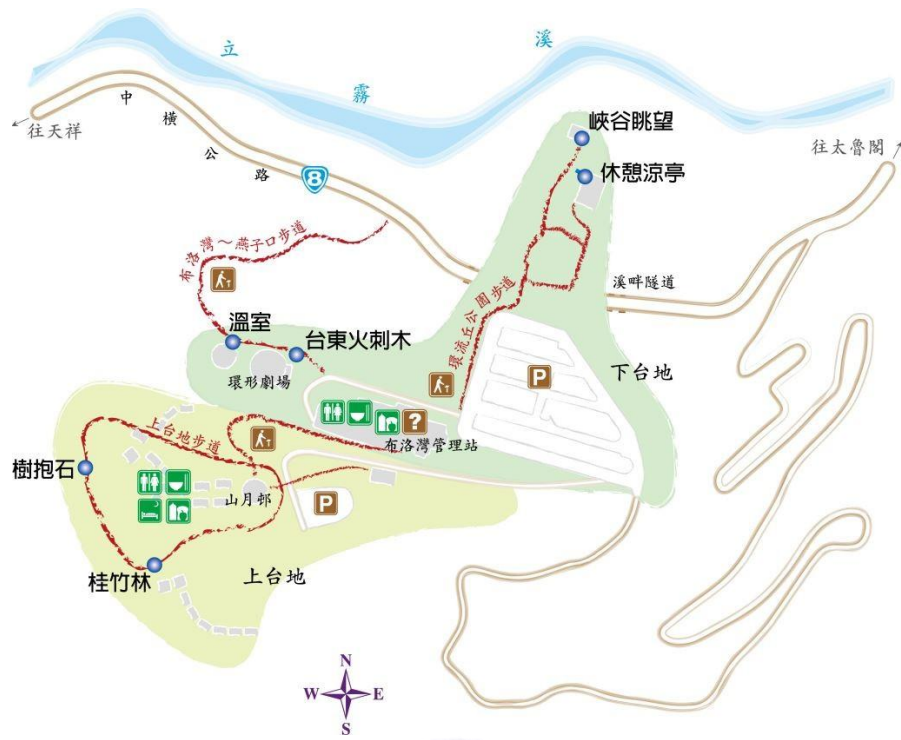 立霧溪
中橫公路
往天祥
8
峽谷眺望
往太魯閣
休憩涼亭
布洛灣～燕子口步道
溪畔隧道
環流丘公園步道
溫室
台東火刺木
環形劇場
下台地
P
?
布洛灣管理站
上台地步道
樹抱石
山月邨
P
桂竹林
上台地
N
W
E
S